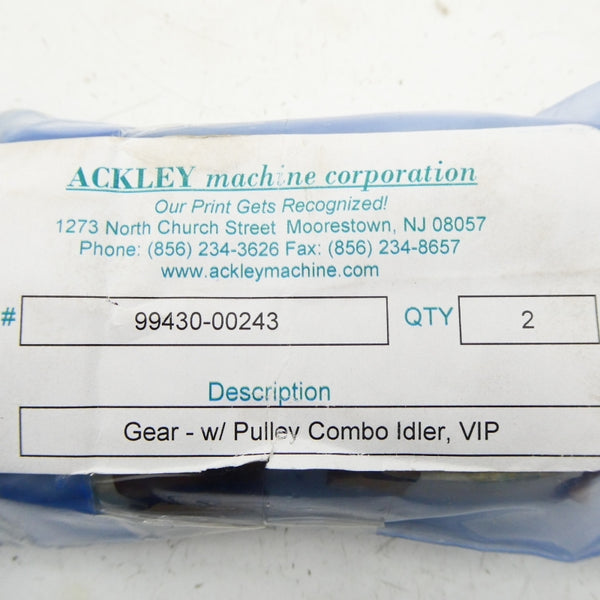 ACKLEY machine corporation
Our Print Gets Recognized!
1273 North Church Street Moorestown, NJ 08057
Phone: (856) 234-3626 Fax: (856) 234-8657
www.ackleymachine.com
# 99430-00243 QTY 2
Description
Gear - w/ Pulley Combo Idler, VIP